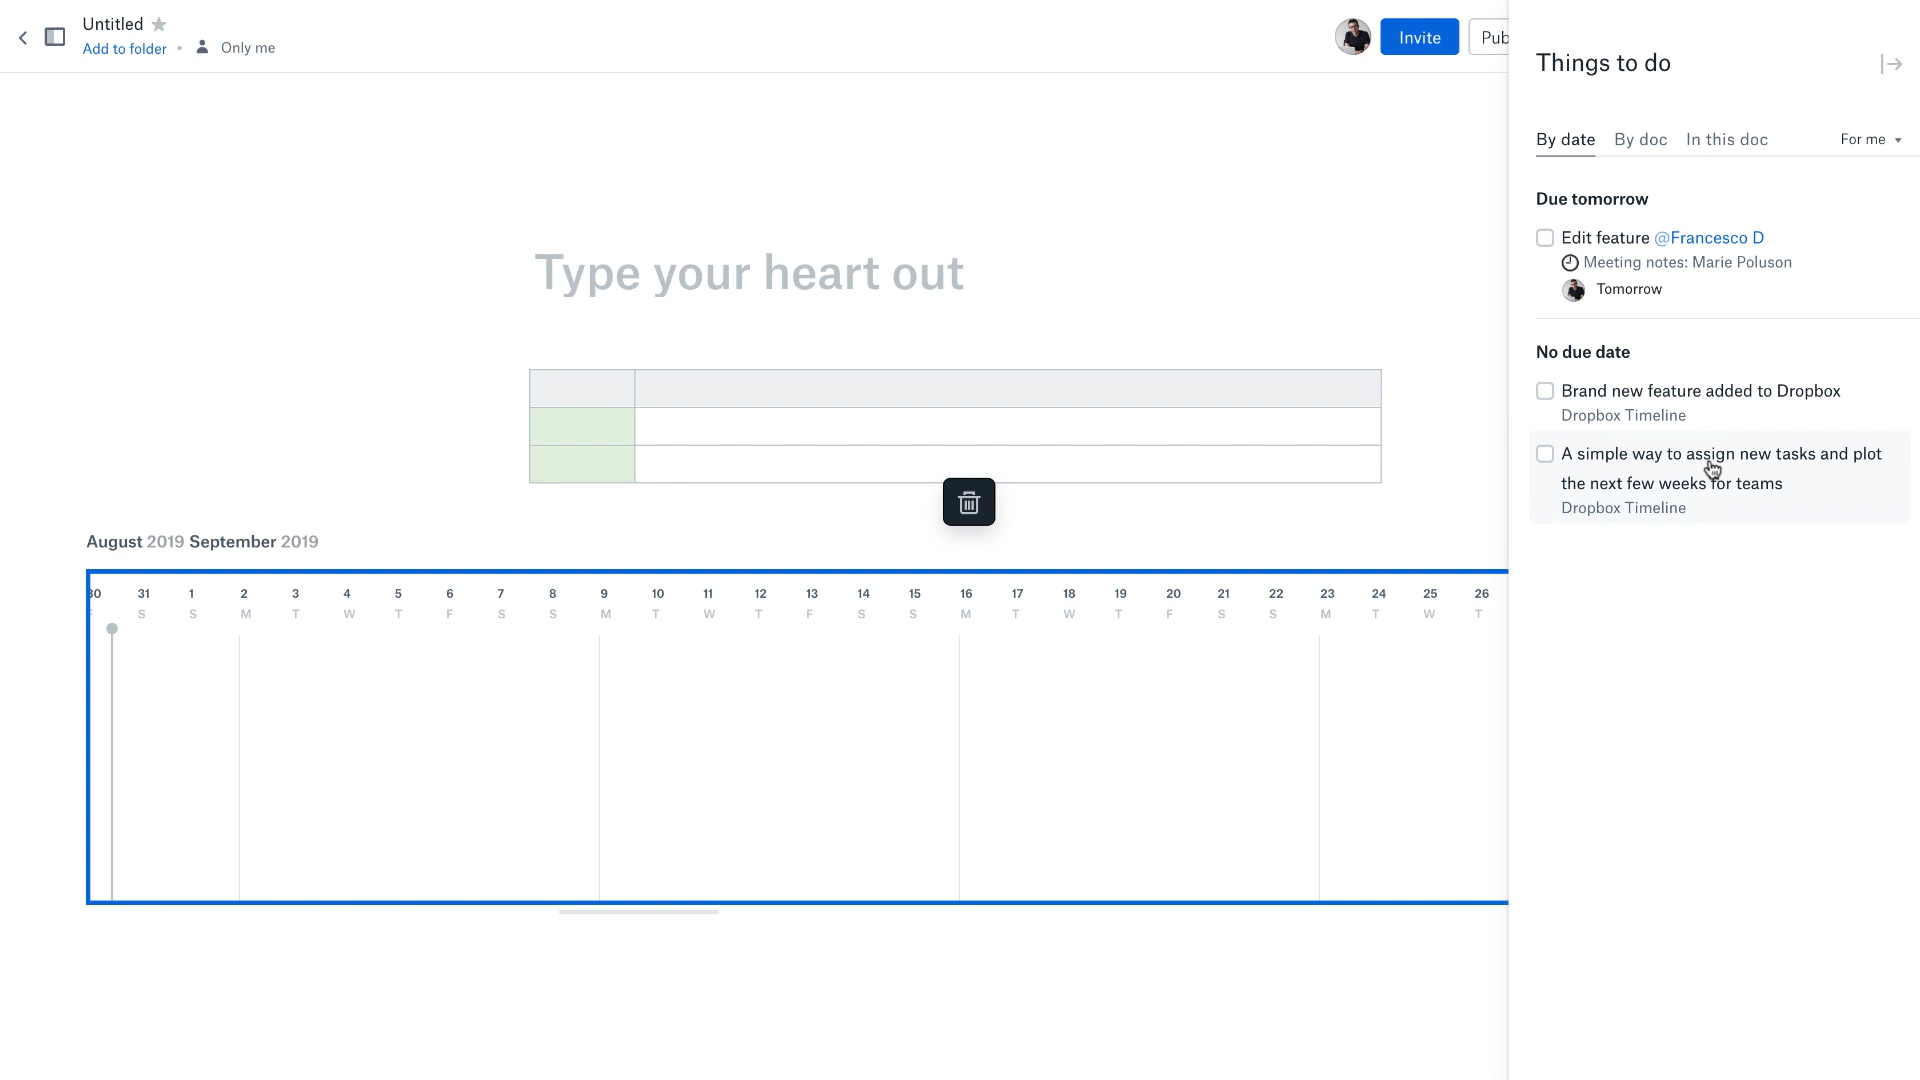 Untitled
Add to folder • Only me
Invite
Pub
Things to do
By date By doc In this doc For me
Due tomorrow
Edit feature @Francesco D
Meeting notes: Marie Poluson
Tomorrow
No due date
Brand new feature added to Dropbox
Dropbox Timeline
A simple way to assign new tasks and plot
the next few weeks for teams
Dropbox Timeline
Type your heart out
August 2019 September 2019
30 31 1 2 3 4 5 6 7 8 9 10 11 12 13 14 15 16 17 18 19 20 21 22 23 24 25 26
F S S M T W T F S S M T W T F S S M T W T F S S M T W T